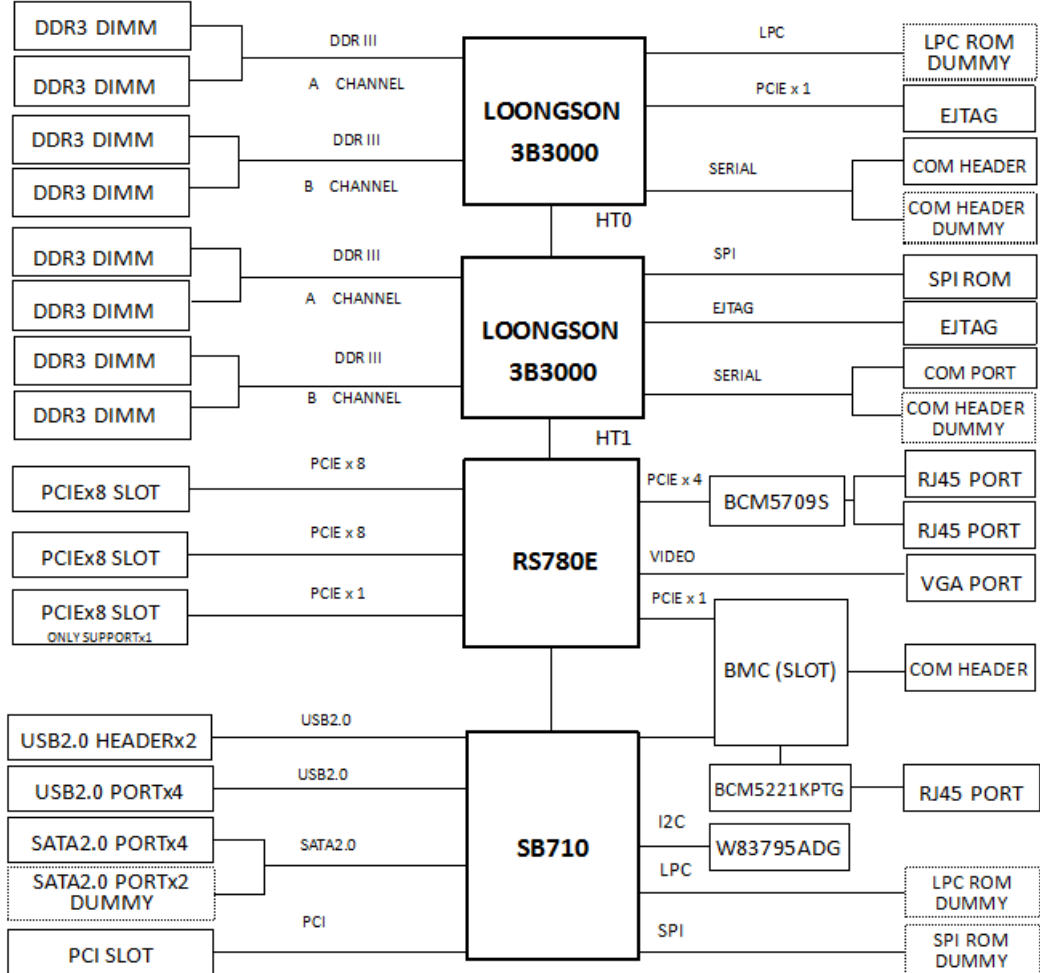 DDR3 DIMM
DDR III
LPC
LPC ROM
DUMMY
DDR3 DIMM
A CHANNEL
LOONGSON
3B3000
PCIE x 1
EJTAG
DDR3 DIMM
DDR III
DDR3 DIMM
B CHANNEL
SERIAL
COM HEADER
COM HEADER
DUMMY
HT0
DDR3 DIMM
DDR III
SPI
SPI ROM
DDR3 DIMM
A CHANNEL
LOONGSON
3B3000
EJTAG
EJTAG
DDR3 DIMM
DDR III
DDR3 DIMM
B CHANNEL
SERIAL
COM PORT
COM HEADER
DUMMY
HT1
PCIEx8 SLOT
PCIE x 8
PCIE x 4
BCM5709S
RJ45 PORT
RJ45 PORT
PCIEx8 SLOT
PCIE x 8
RS780E
VIDEO
VGA PORT
PCIEx8 SLOT
ONLY SUPPORTx1
PCIE x 1
PCIE x 1
BMC (SLOT)
COM HEADER
USB2.0 HEADERx2
USB2.0
USB2.0 PORTx4
USB2.0
BCM5221KPTG
RJ45 PORT
SATA2.0 PORTx4
SATA2.0
SB710
I2C
W83795ADG
SATA2.0 PORTx2
DUMMY
LPC
LPC ROM
DUMMY
PCI SLOT
PCI
SPI
SPI ROM
DUMMY